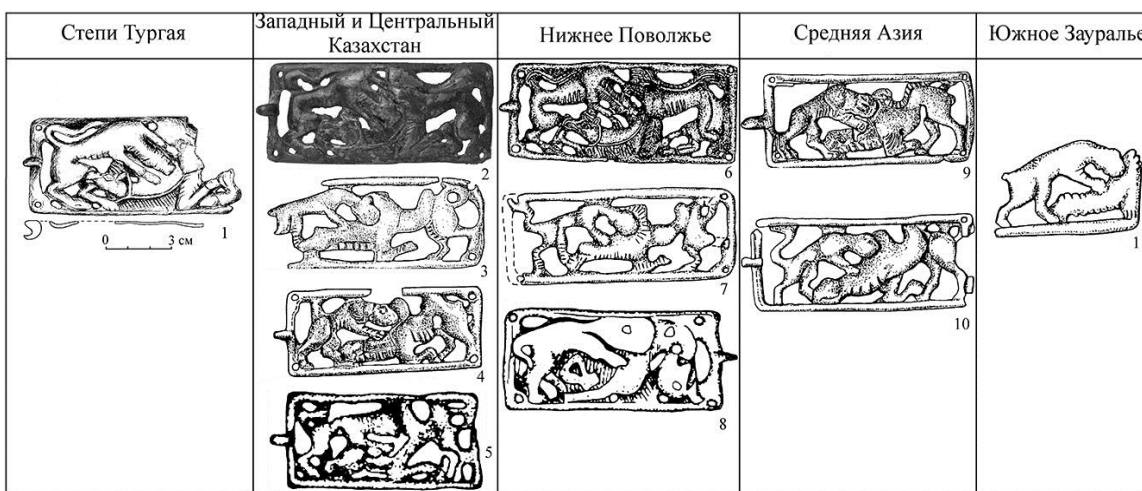 Степи Тургая
Западный и Центральный
Казахстан
Нижнее Поволжье
Средняя Азия
Южное Зауралье
1
0 3 см
2
3
4
5
6
7
8
9
10
1